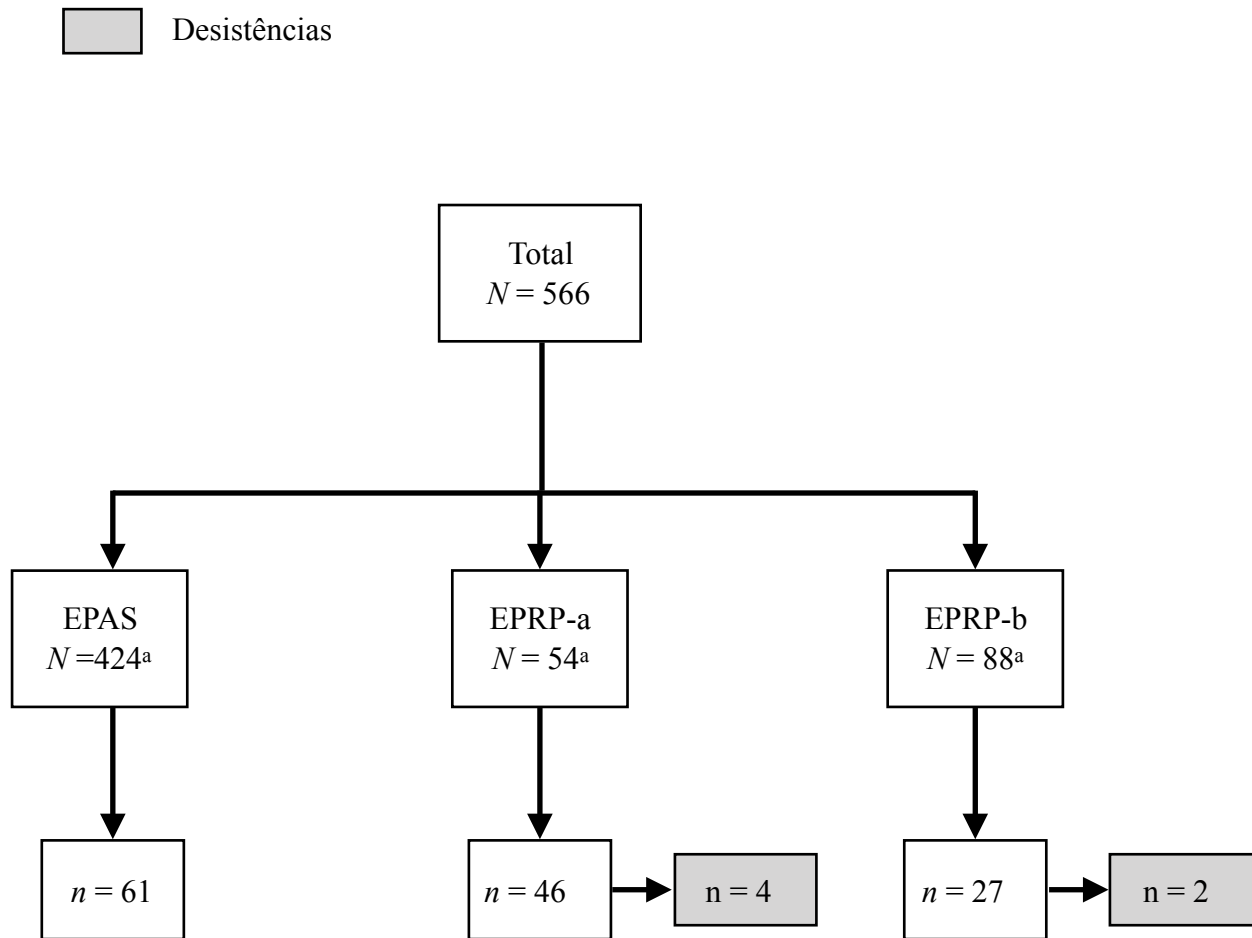 Desistências
Total
N = 566
EPAS
N =424ª
EPRP-a
N = 54ª
EPRP-b
N = 88ª
n = 61
n = 46
n = 4
n = 27
n = 2